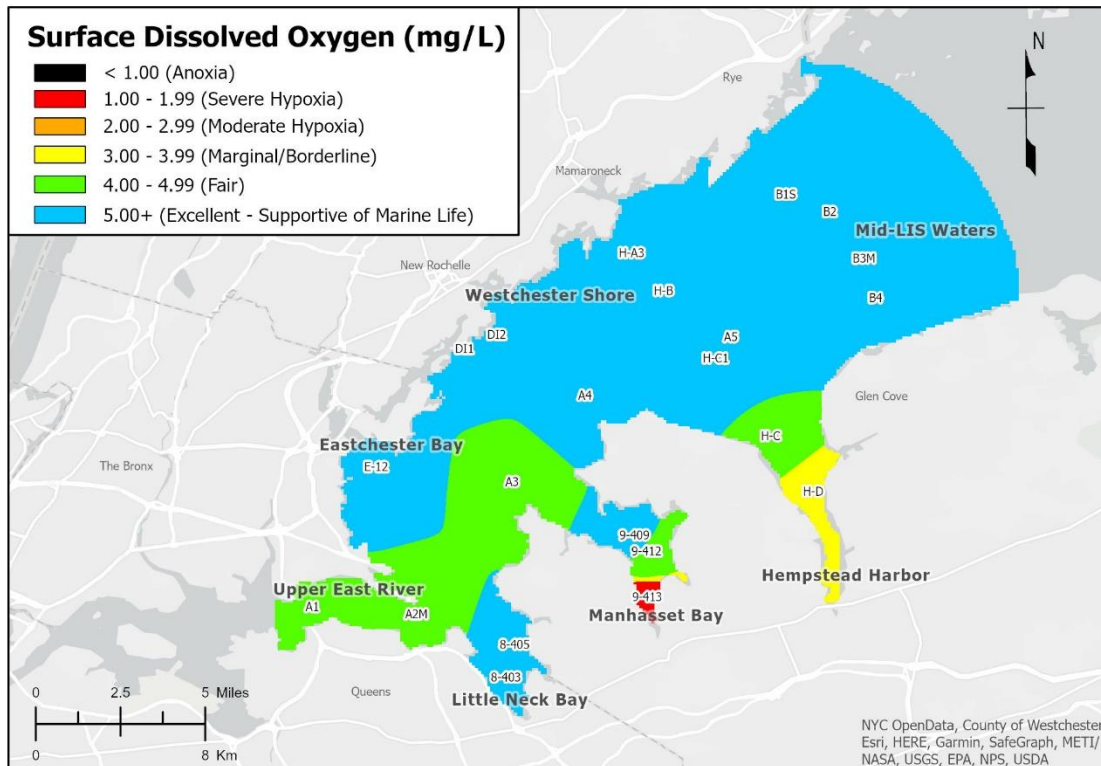 Surface Dissolved Oxygen (mg/L)
< 1.00 (Anoxia)
1.00 - 1.99 (Severe Hypoxia)
2.00 - 2.99 (Moderate Hypoxia)
3.00 - 3.99 (Marginal/Borderline)
4.00 - 4.99 (Fair)
5.00+ (Excellent - Supportive of Marine Life)
N
Rye
Mamaroneck
B1S
B2
Mid-LIS Waters
H-A3
B3M
New Rochelle
Westchester Shore
H-B
B4
DI2
DI1
A5
H-C1
A4
Glen Cove
Eastchester Bay
H-C
The Bronx
E-12
A3
H-D
9-409
9-412
Hempstead Harbor
Upper East River
9-413
A1
A2M
Manhasset Bay
8-405
8-403
Queens
Little Neck Bay
0 2.5 5 Miles
0 8 Km
NYC OpenData, County of Westchester
Esri, HERE, Garmin, SafeGraph, METI/
NASA, USGS, EPA, NPS, USDA